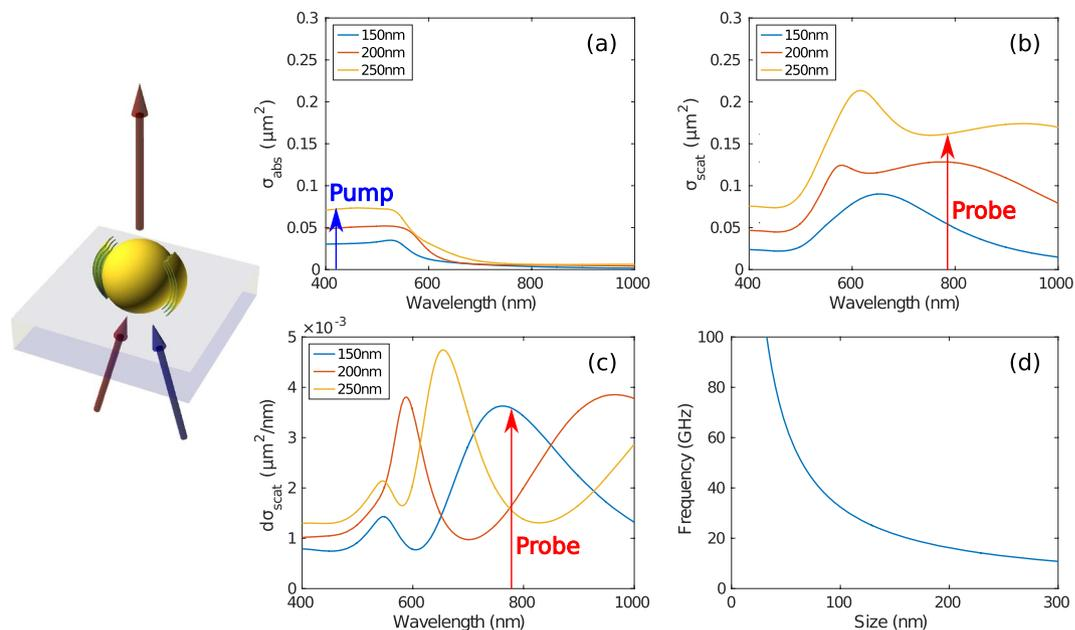 0.3
0.25
0.2
0.15
0.1
0.05
0
150nm
200nm
250nm
(a)
σabs (μm²)
Pump
400 600 800 1000
Wavelength (nm)
0.3
0.25
0.2
0.15
0.1
0.05
0
150nm
200nm
250nm
(b)
σscat (μm²)
Probe
400 600 800 1000
Wavelength (nm)
×10⁻³
5
4
3
2
1
0
150nm
200nm
250nm
(c)
dσscat (μm²/nm)
Probe
400 600 800 1000
Wavelength (nm)
100
80
60
40
20
0
(d)
Frequency (GHz)
0 100 200 300
Size (nm)